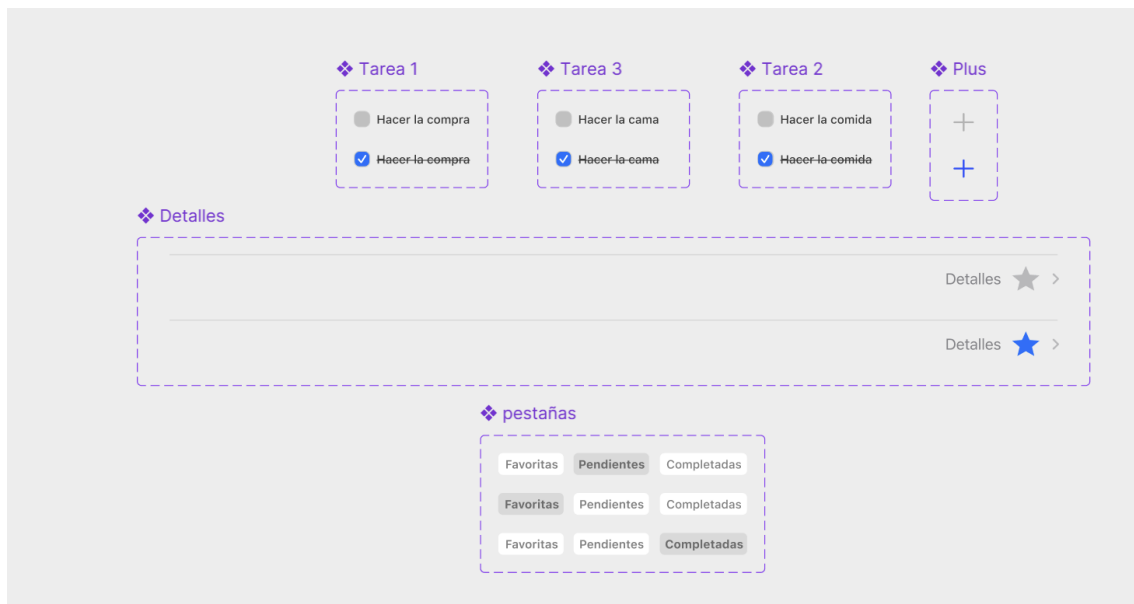 Tarea 1
Tarea 3
Tarea 2
Plus
Hacer la compra
Hacer la cama
Hacer la comida
Hacer la compra
Hacer la cama
Hacer la comida
Detalles
Detalles
Detalles
pestañas
Favoritas Pendientes Completadas
Favoritas Pendientes Completadas
Favoritas Pendientes Completadas